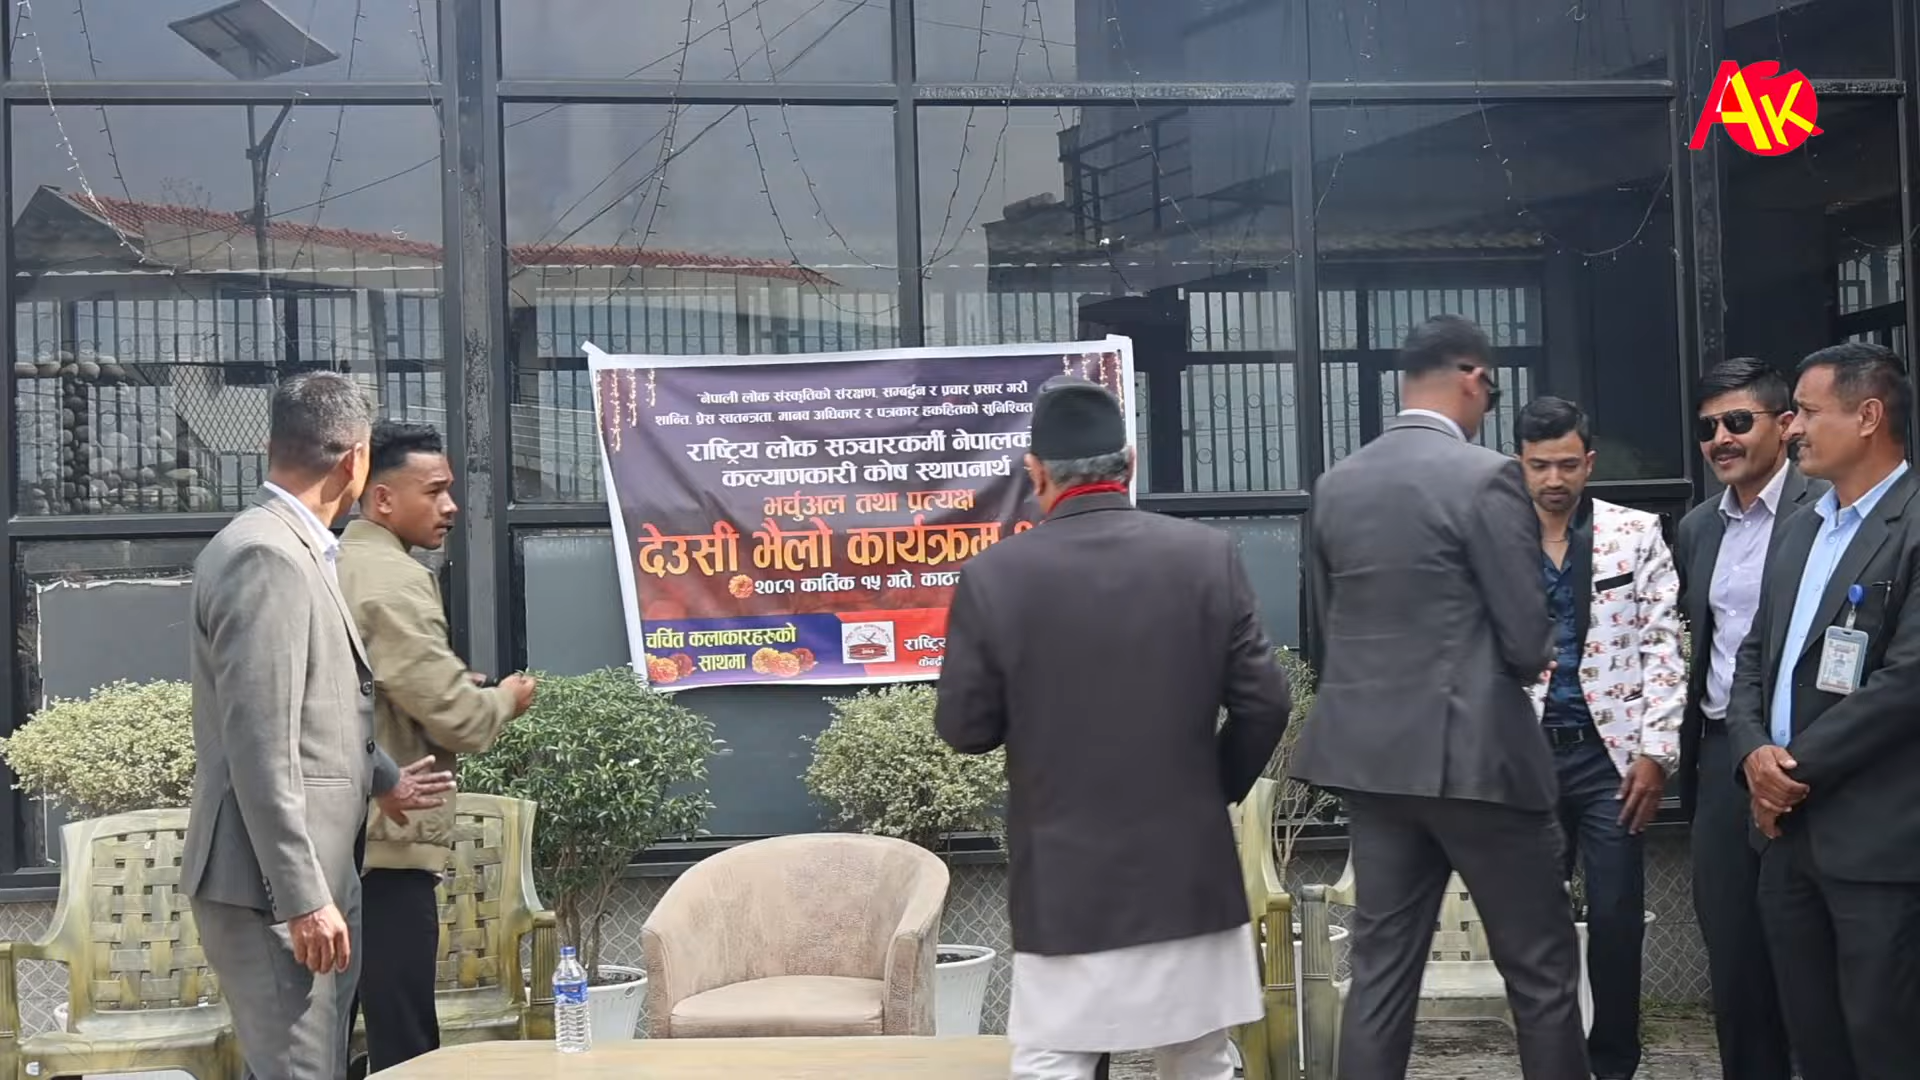 AK
"नेपाली लोक संस्कृतिको संरक्षण, सम्बर्द्धन र प्रचार प्रसार गरौं
शान्ति, प्रेस स्वतन्त्रता, मानव अधिकार र पत्रकार हकहितको सुनिश्चित
राष्ट्रिय लोक सञ्चारकर्मी नेपालको
कल्याणकारी कोष स्थापनार्थ
भर्चुअल तथा प्रत्यक्ष
देउसी भैलो कार्यक्रम
२०८१ कार्तिक १५ गते,
चर्चित कलाकारहरुको
साथमा